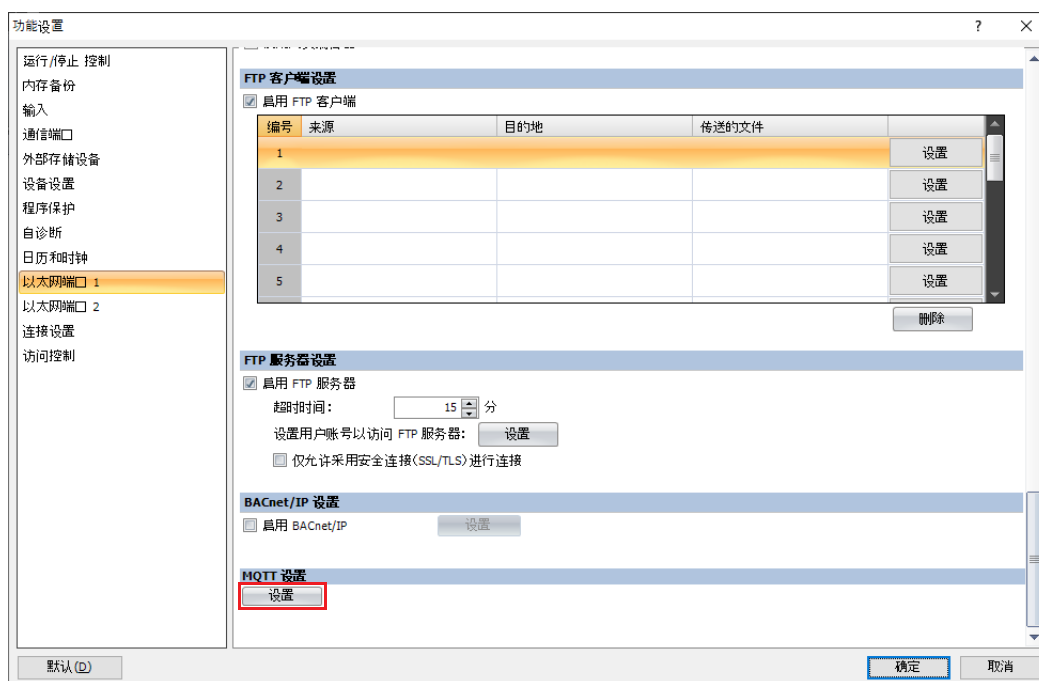 功能设置
?
运行/停止 控制
内存备份
输入
通信端口
外部存储设备
设备设置
程序保护
自诊断
日历和时钟
以太网端口 1
以太网端口 2
连接设置
访问控制
FTP 客户端设置
启用 FTP 客户端
编号 来源 目的地 传送的文件
1 设置
2 设置
3 设置
4 设置
5 设置
删除
FTP 服务器设置
启用 FTP 服务器
超时时间： 15 分
设置用户账号以访问 FTP 服务器： 设置
仅允许采用安全连接(SSL/TLS)进行连接
BACnet/IP 设置
启用 BACnet/IP 设置
MQTT 设置
设置
默认(D) 确定 取消